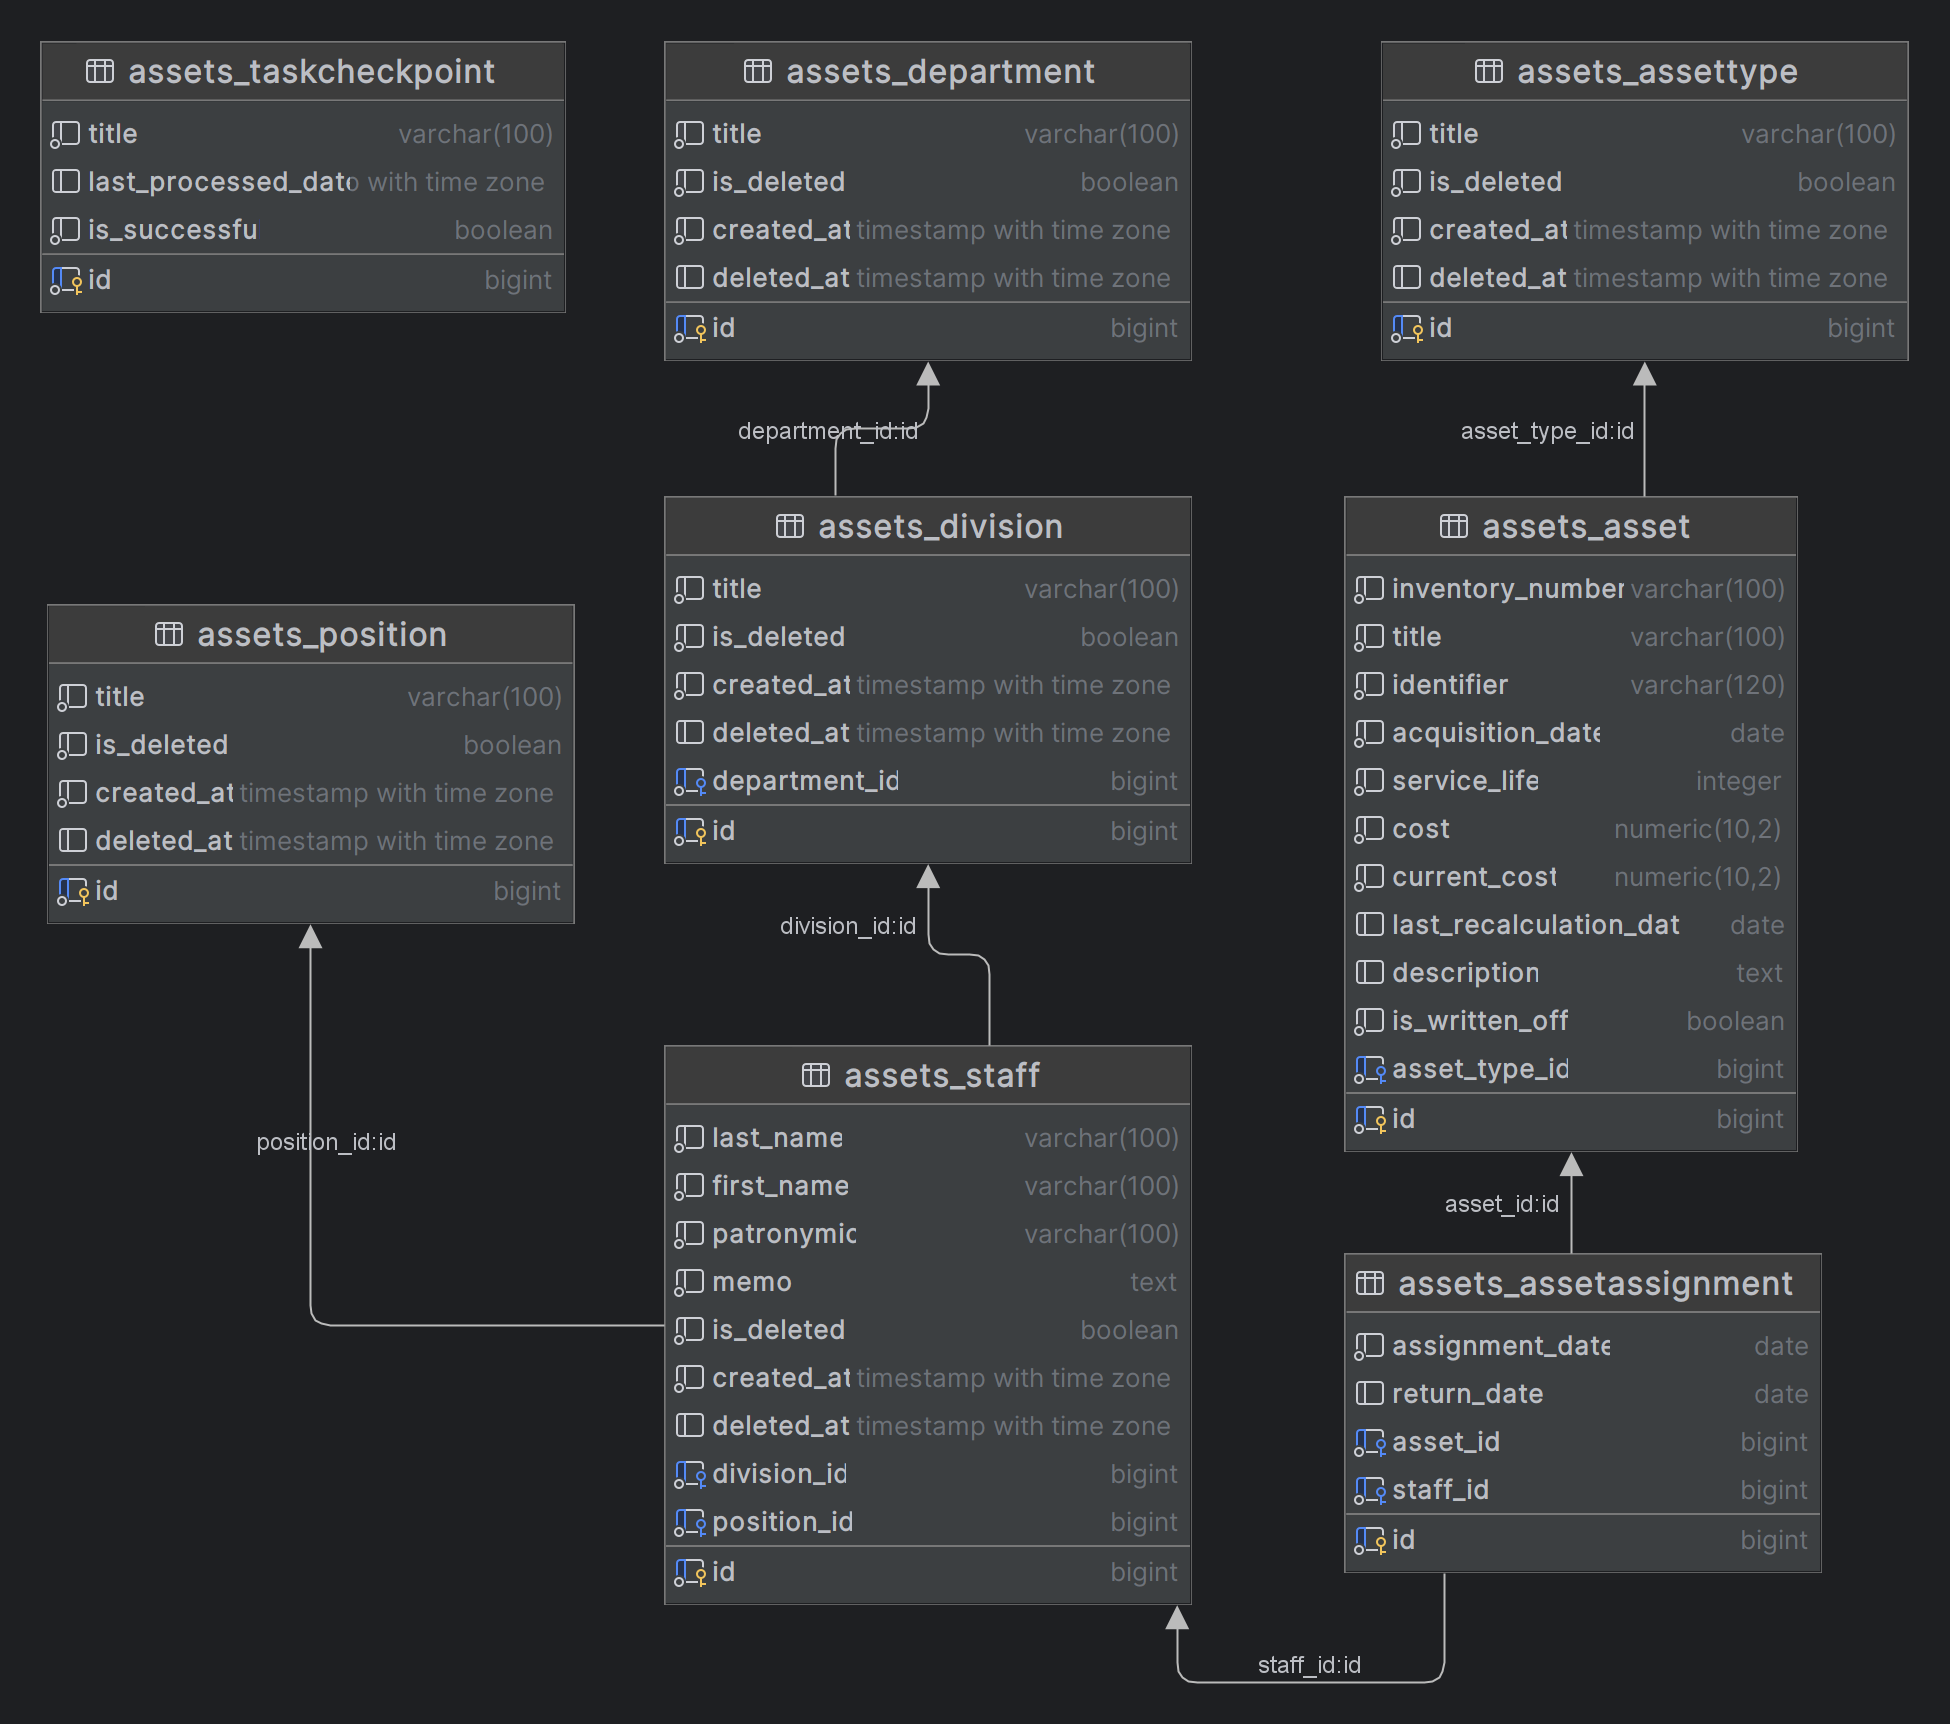 assets_taskcheckpoint
title varchar(100)
last_processed_dat with time zone
is_successfu boolean
id bigint
assets_department
title varchar(100)
is_deleted boolean
created_at timestamp with time zone
deleted_at timestamp with time zone
id bigint
assets_assettype
title varchar(100)
is_deleted boolean
created_at timestamp with time zone
deleted_at timestamp with time zone
id bigint
department_id:id
asset_type_id:id
assets_division
title varchar(100)
is_deleted boolean
created_at timestamp with time zone
deleted_at timestamp with time zone
department_id bigint
id bigint
assets_asset
inventory_number varchar(100)
title varchar(100)
identifier varchar(120)
acquisition_date date
service_life integer
cost numeric(10,2)
current_cost numeric(10,2)
last_recalculation_dat date
description text
is_written_off boolean
asset_type_id bigint
id bigint
assets_position
title varchar(100)
is_deleted boolean
created_at timestamp with time zone
deleted_at timestamp with time zone
id bigint
division_id:id
position_id:id
assets_staff
last_name varchar(100)
first_name varchar(100)
patronymic varchar(100)
memo text
is_deleted boolean
created_at timestamp with time zone
deleted_at timestamp with time zone
division_id bigint
position_id bigint
id bigint
asset_id:id
assets_assetassignment
assignment_date date
return_date date
asset_id bigint
staff_id bigint
id bigint
staff_id:id